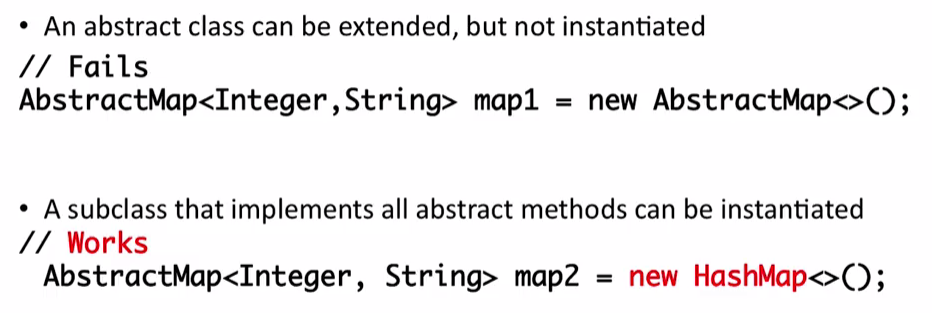 • An abstract class can be extended, but not instantiated
// Fails
AbstractMap<Integer,String> map1 = new AbstractMap<>();
• A subclass that implements all abstract methods can be instantiated
// Works
AbstractMap<Integer, String> map2 = new HashMap<>();